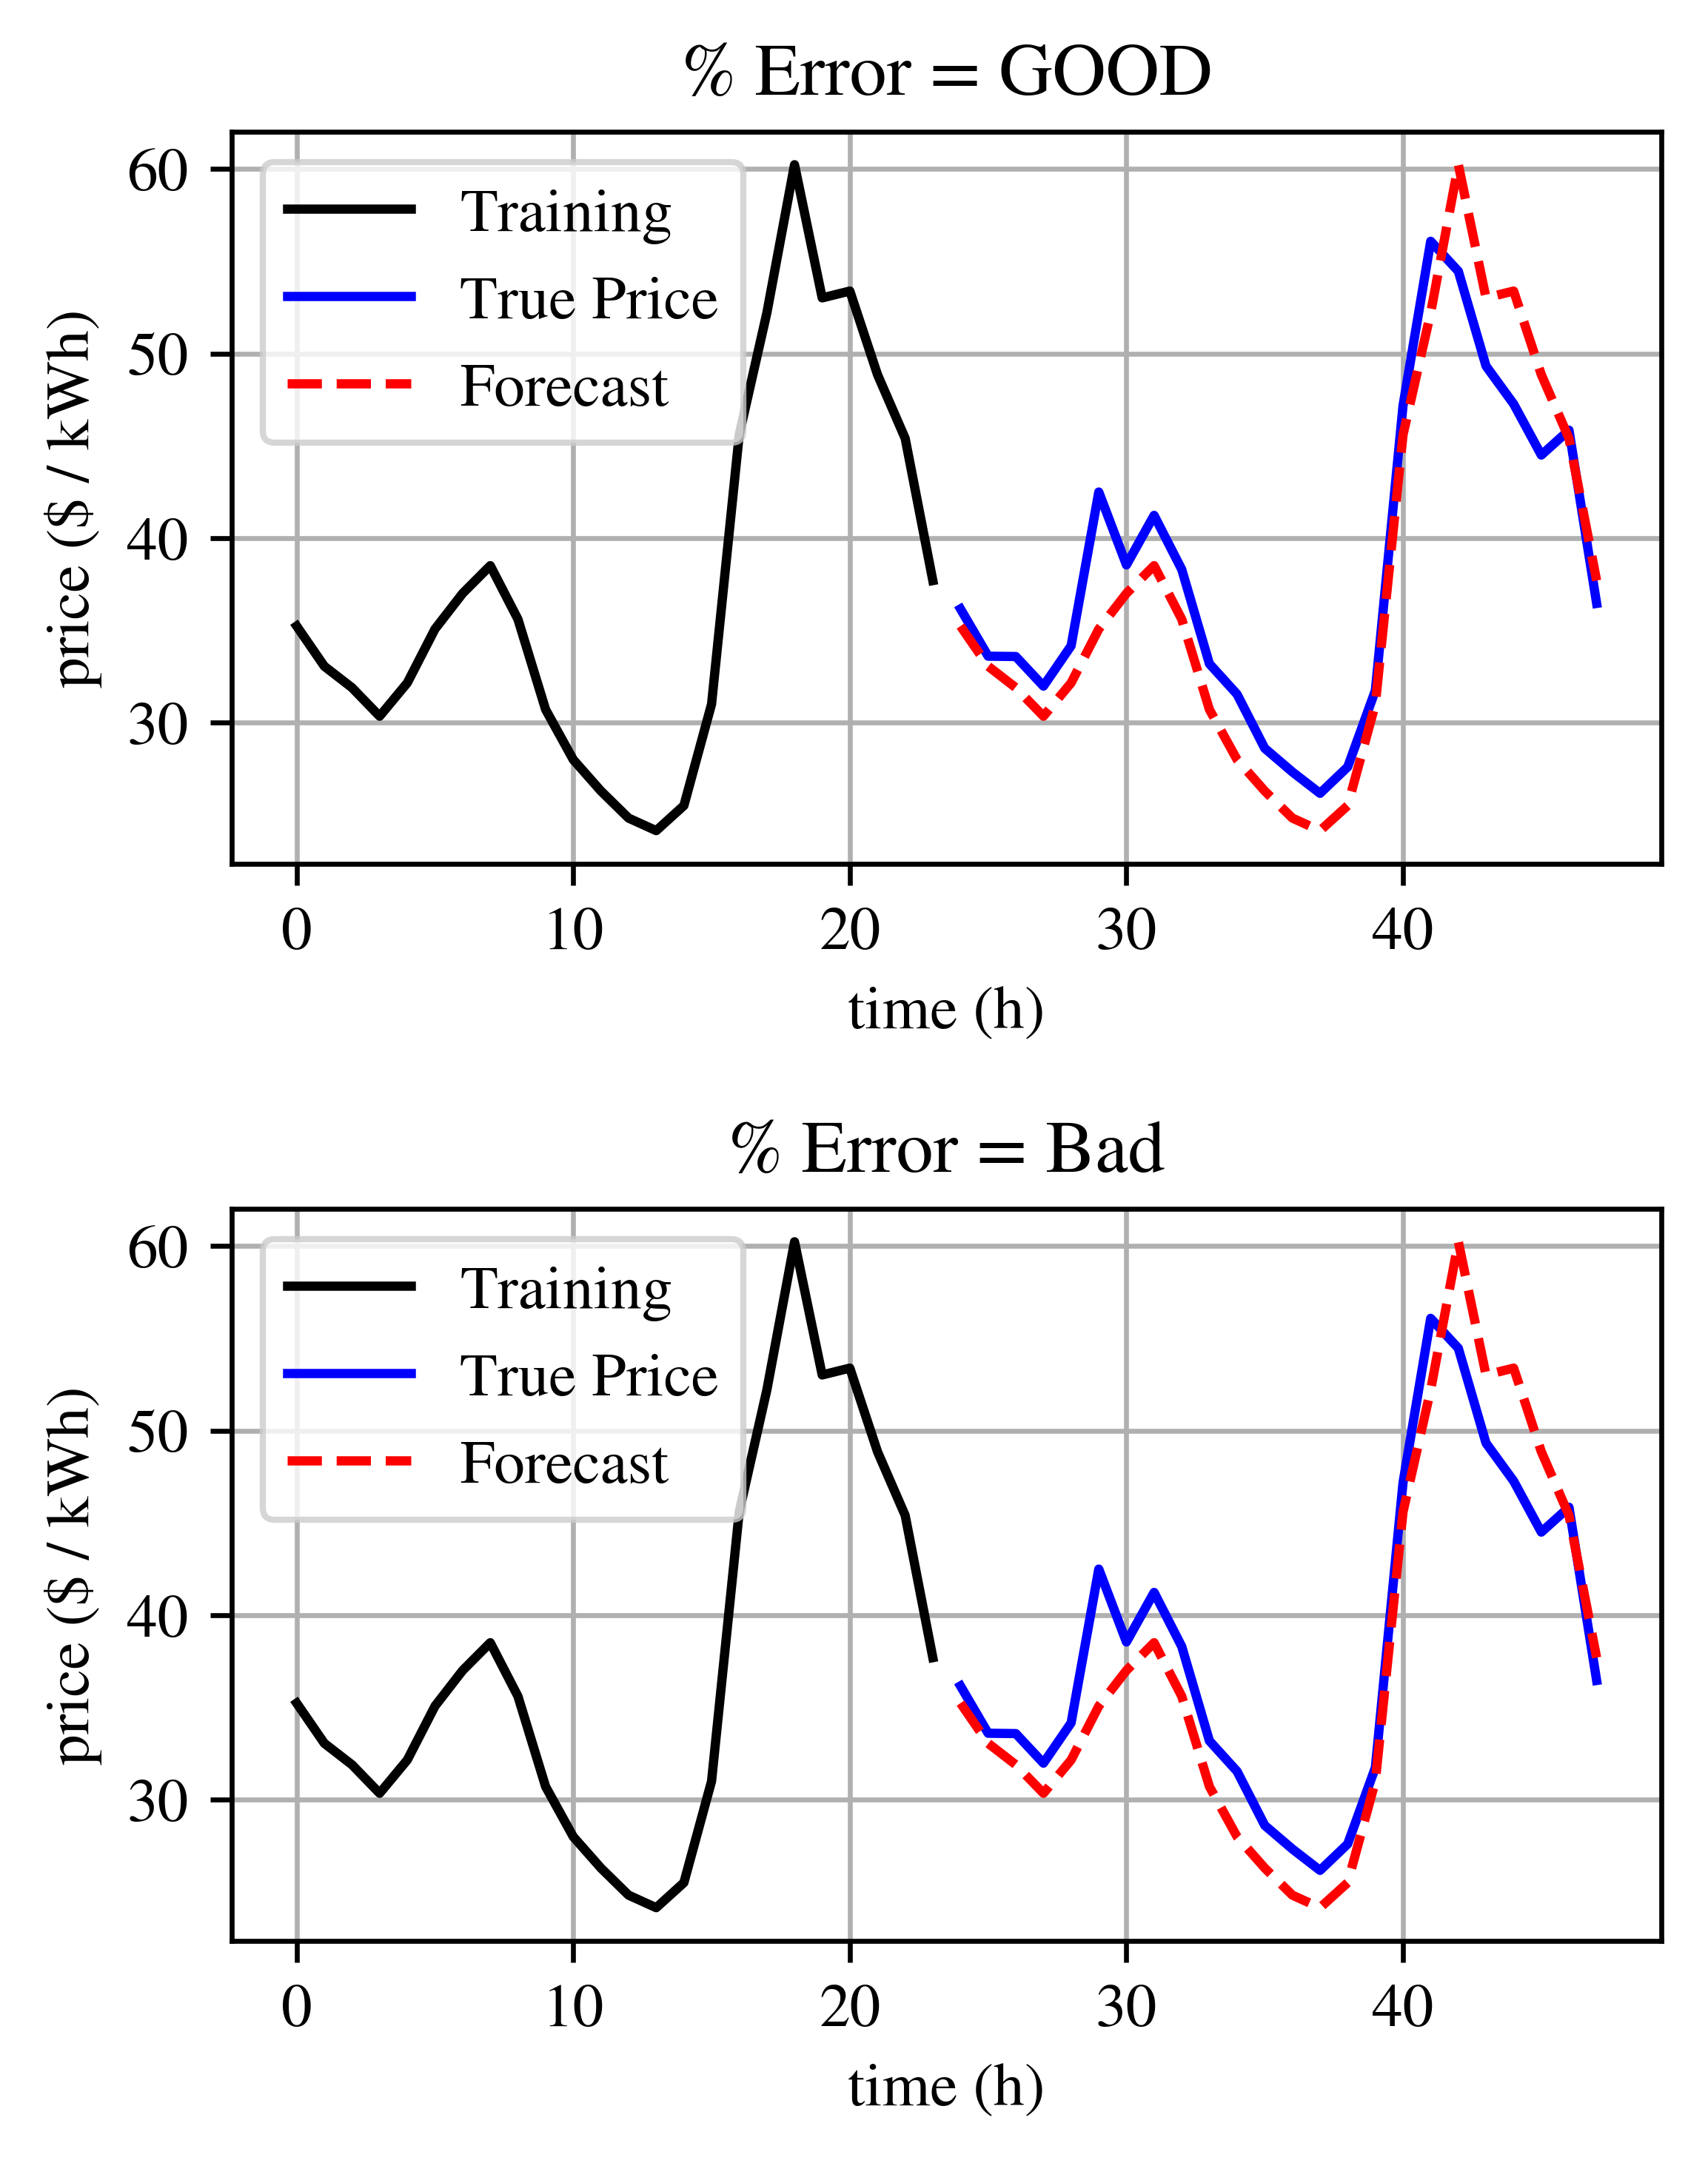 % Error = GOOD
60
50
40
30
price ($ / kWh)
Training
True Price
Forecast
0 10 20 30 40
time (h)
% Error = Bad
60
50
40
30
price ($ / kWh)
Training
True Price
Forecast
0 10 20 30 40
time (h)